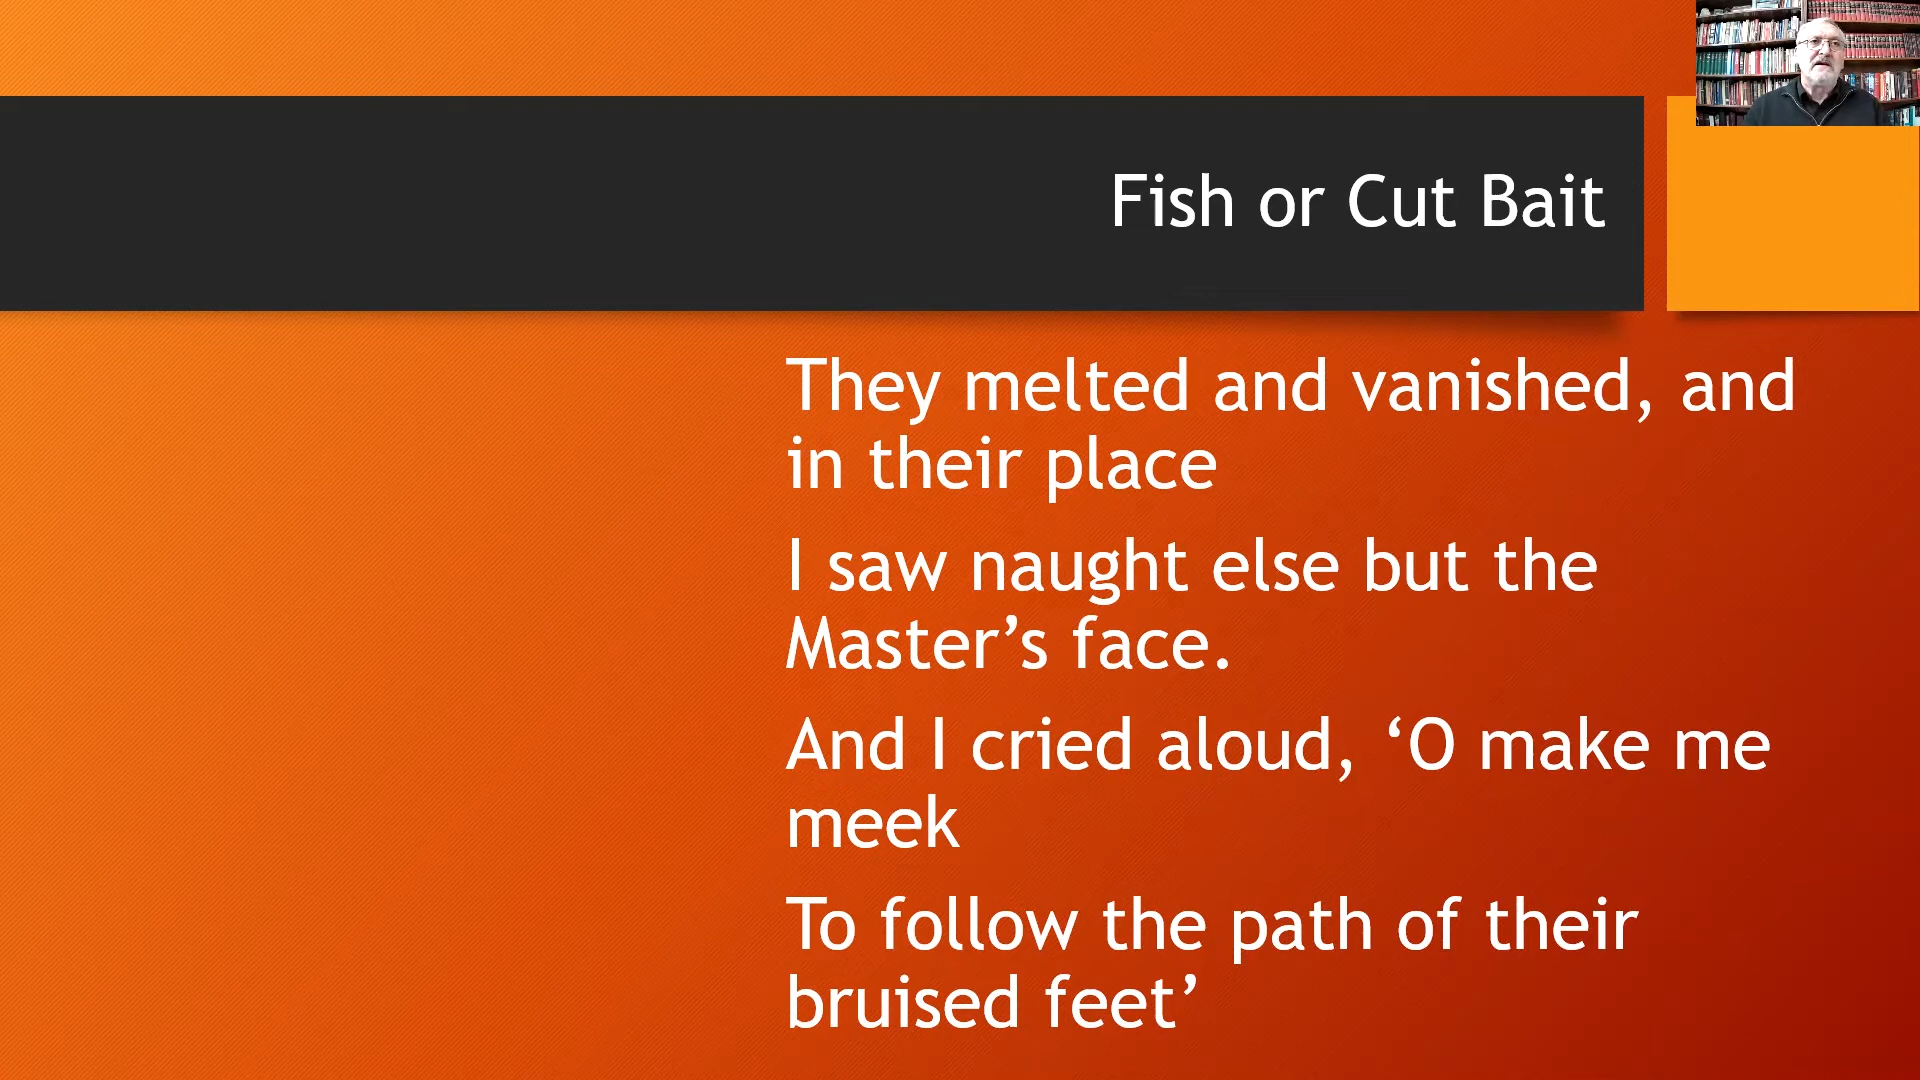 Fish or Cut Bait
They melted and vanished, and
in their place
I saw naught else but the
Master’s face.
And I cried aloud, ‘O make me
meek
To follow the path of their
bruised feet’